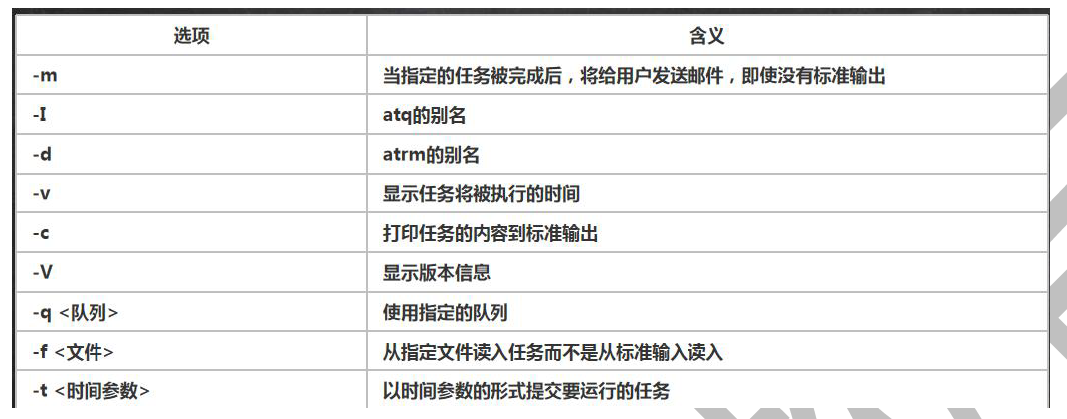 选项 含义
-m 当指定的任务被完成后，将给用户发送邮件，即使没有标准输出
-I atq的别名
-d atrm的别名
-v 显示任务将被执行的时间
-c 打印任务的内容到标准输出
-V 显示版本信息
-q <队列> 使用指定的队列
-f <文件> 从指定文件读入任务而不是从标准输入读入
-t <时间参数> 以时间参数的形式提交要运行的任务